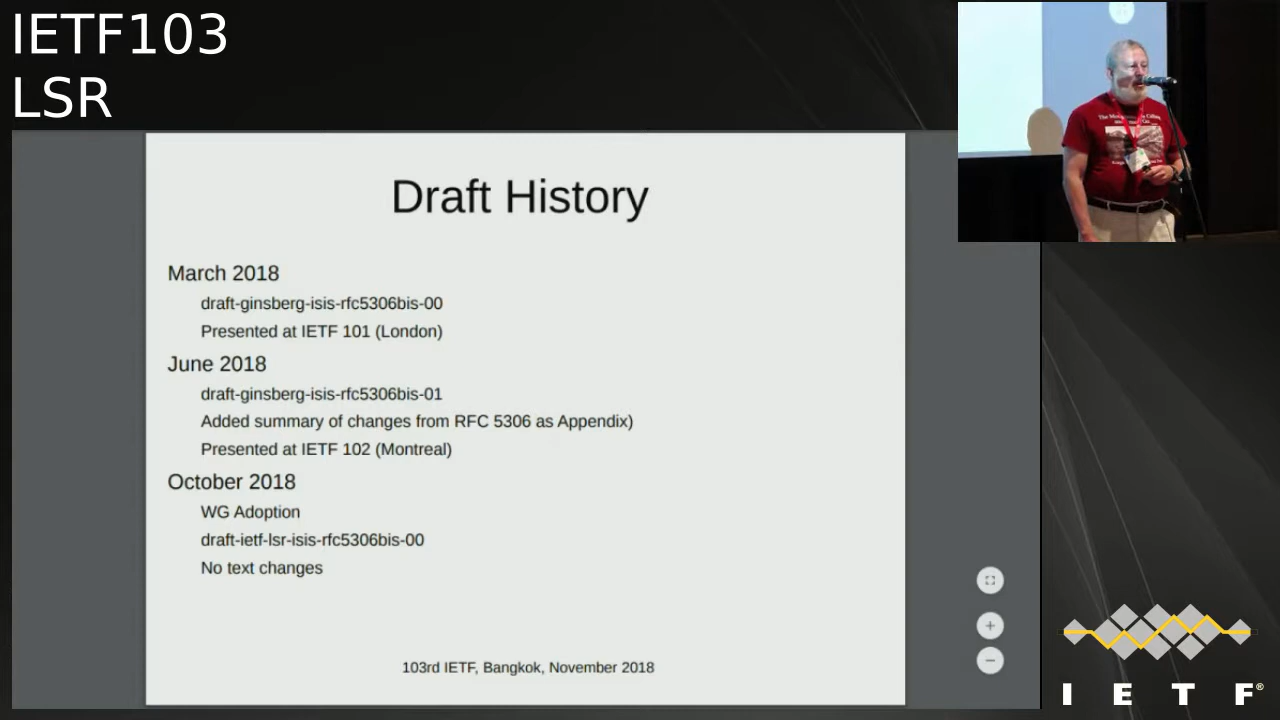 IETF103
LSR
Draft History
March 2018
draft-ginsberg-isis-rfc5306bis-00
Presented at IETF 101 (London)
June 2018
draft-ginsberg-isis-rfc5306bis-01
Added summary of changes from RFC 5306 as Appendix)
Presented at IETF 102 (Montreal)
October 2018
WG Adoption
draft-ietf-lsr-isis-rfc5306bis-00
No text changes
103rd IETF, Bangkok, November 2018
I E T F®